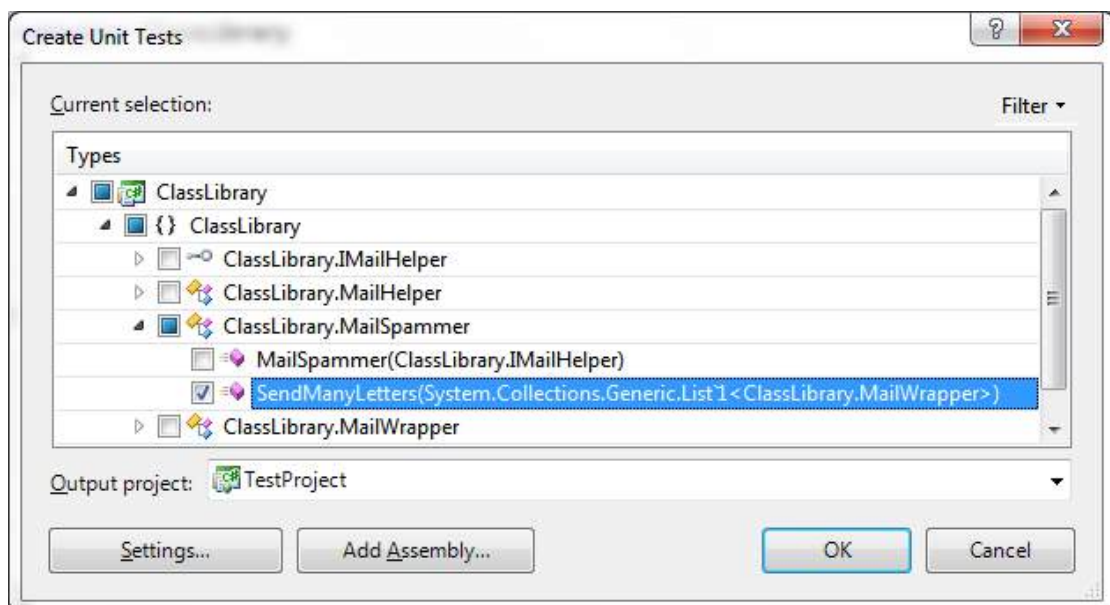 Create Unit Tests
Current selection:
Filter
Types
ClassLibrary
{} ClassLibrary
ClassLibrary.IMailHelper
ClassLibrary.MailHelper
ClassLibrary.MailSpammer
MailSpammer(ClassLibrary.IMailHelper)
SendManyLetters(System.Collections.Generic.List`1<ClassLibrary.MailWrapper>)
ClassLibrary.MailWrapper
Output project: TestProject
Settings... Add Assembly... OK Cancel